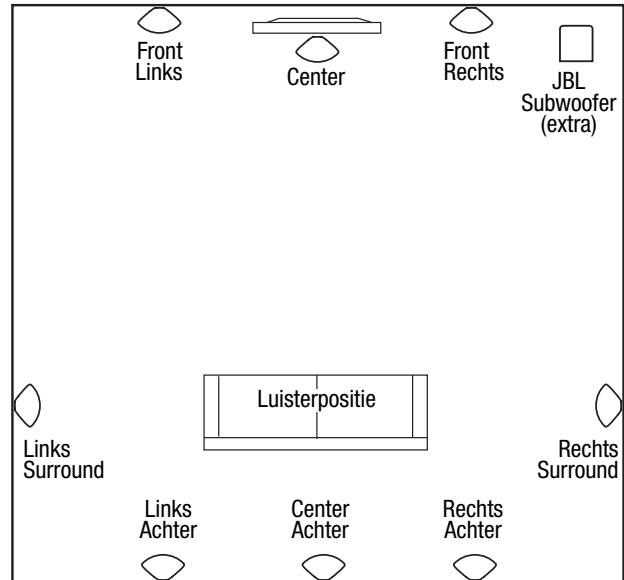 Front
Links
Center
Front
Rechts
JBL
Subwoofer
(extra)
Luisterpositie
Links
Surround
Rechts
Surround
Links
Achter
Center
Achter
Rechts
Achter